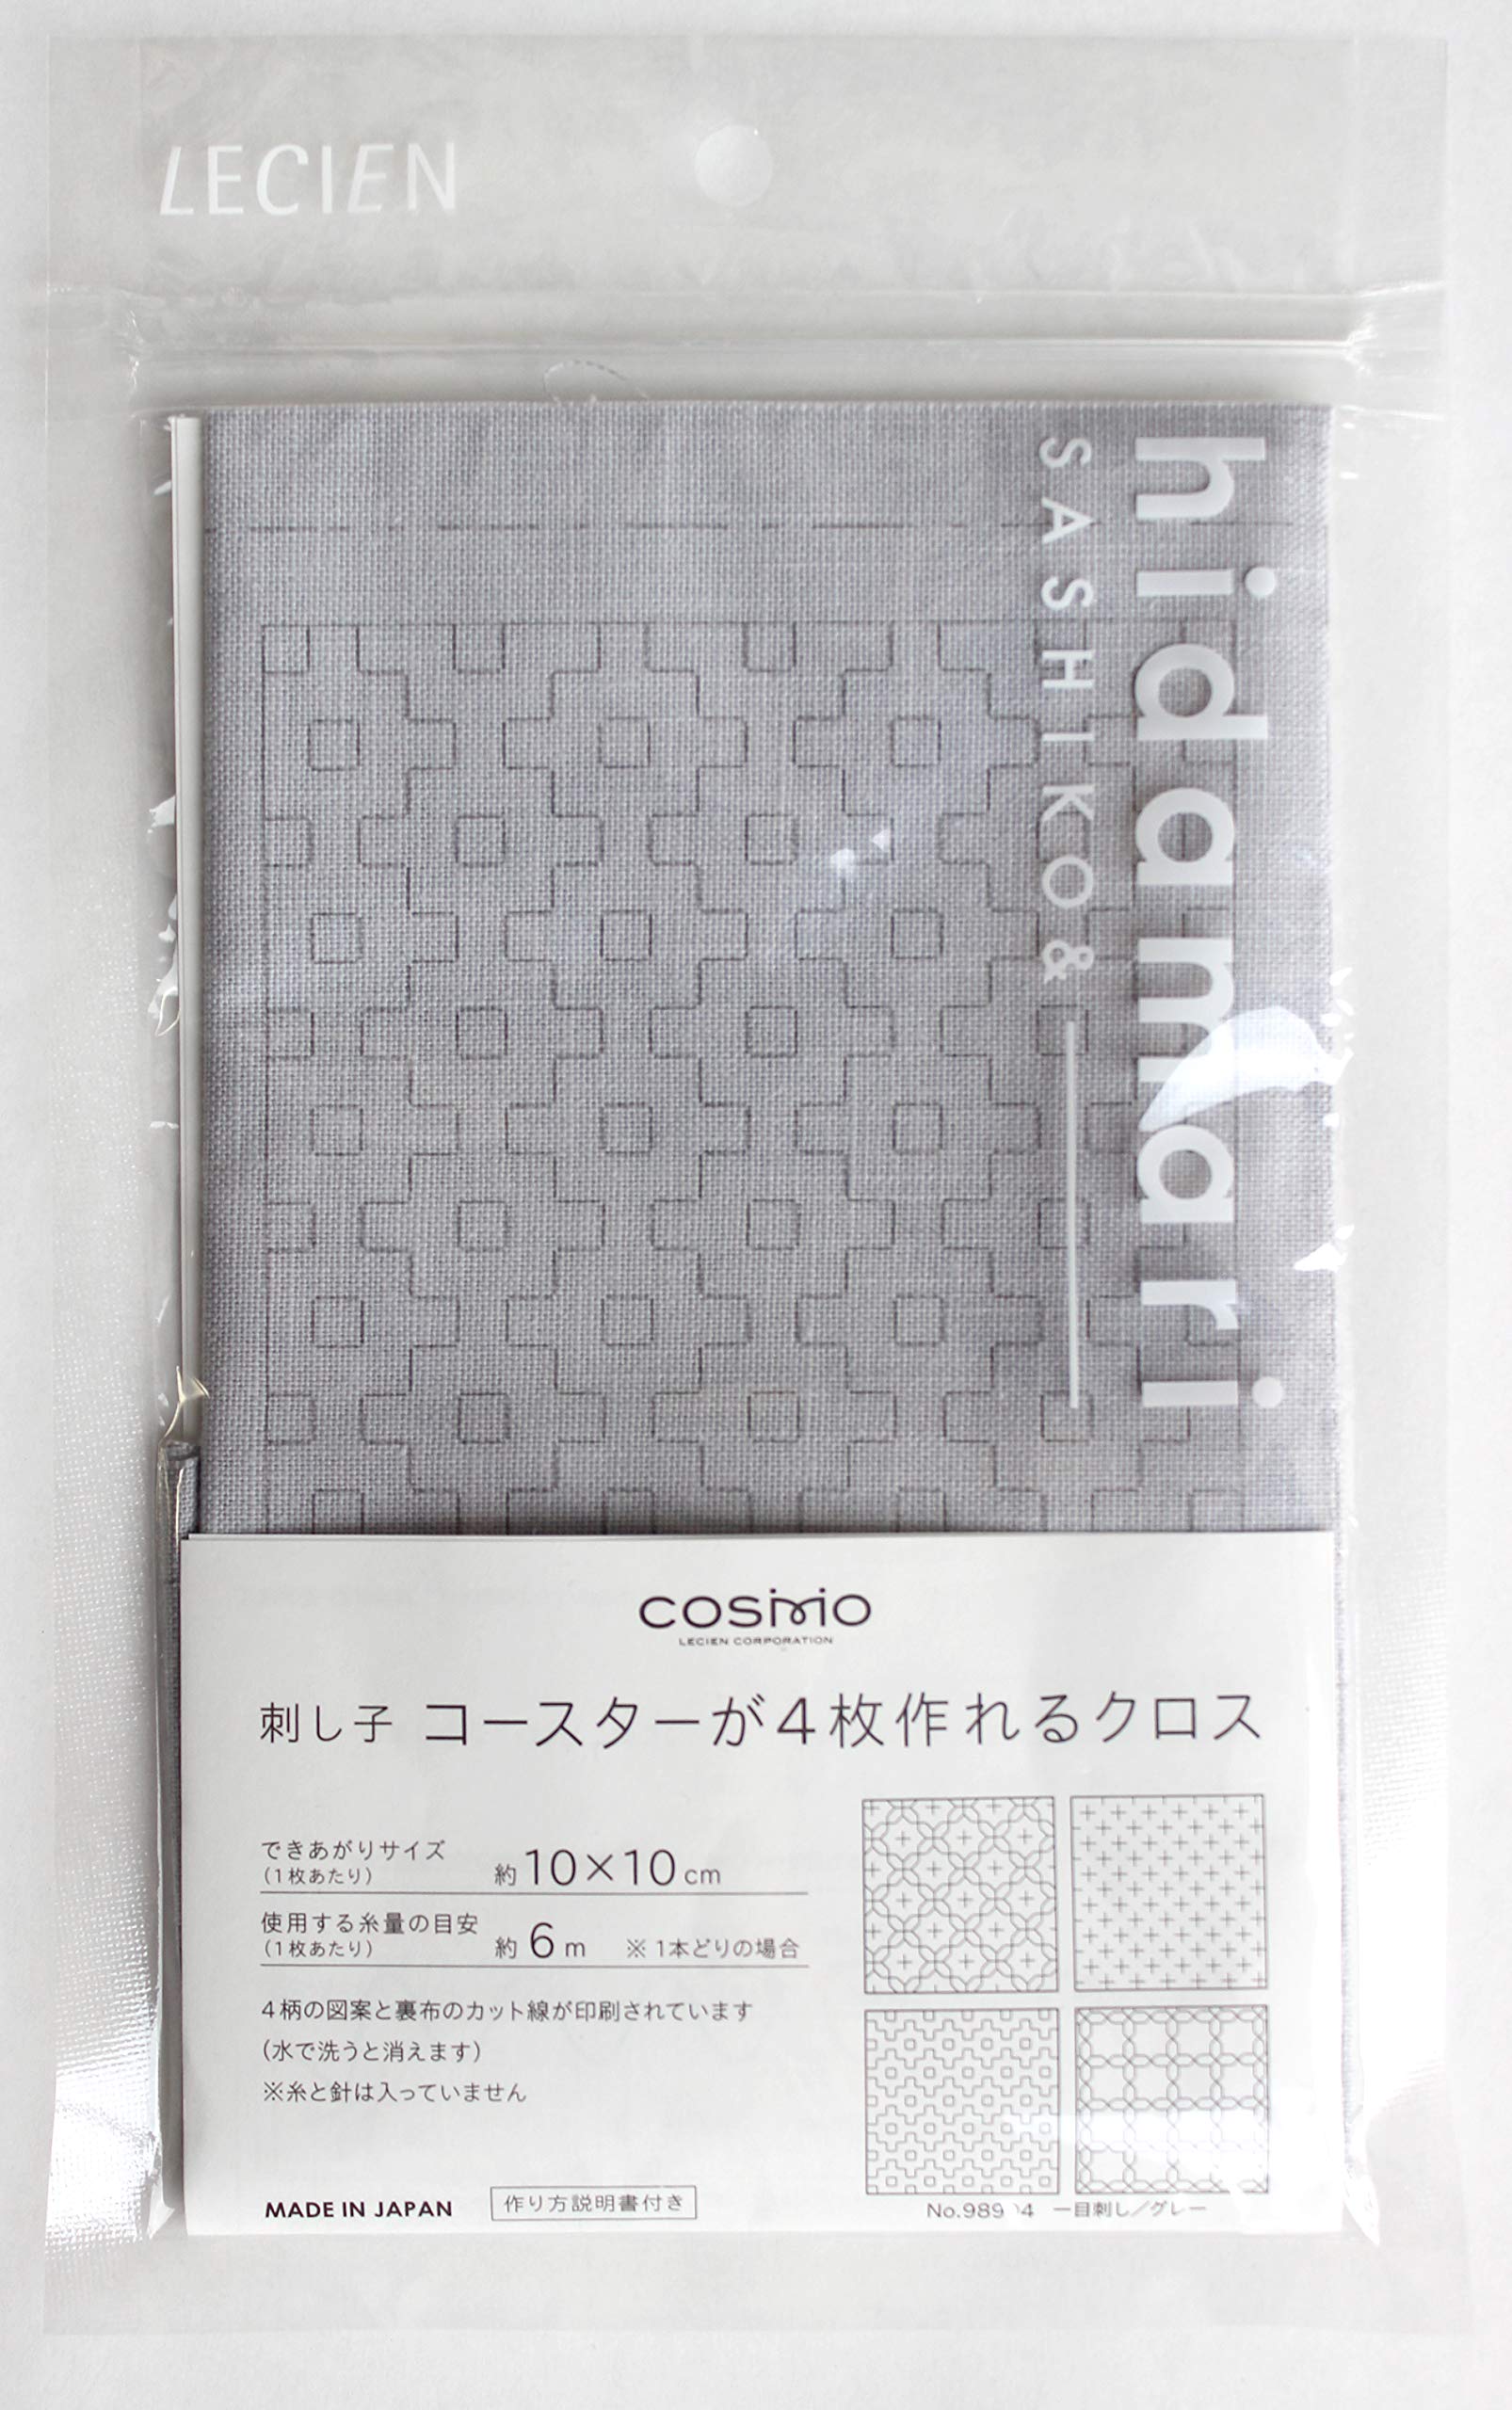 LECIEN
hidamari
SASHIKO &
COSMO
LECIEN CORPORATION
刺し子 コースターが4枚作れるクロス
できあがりサイズ
(1枚あたり)
約10×10cm
使用する糸量の目安
(1枚あたり)
約6m ※1本どりの場合
4柄の図案と裏布のカット線が印刷されています
(水で洗うと消えます)
※糸と針は入っていません
MADE IN JAPAN
作り方説明書付き
一目刺し／グレー